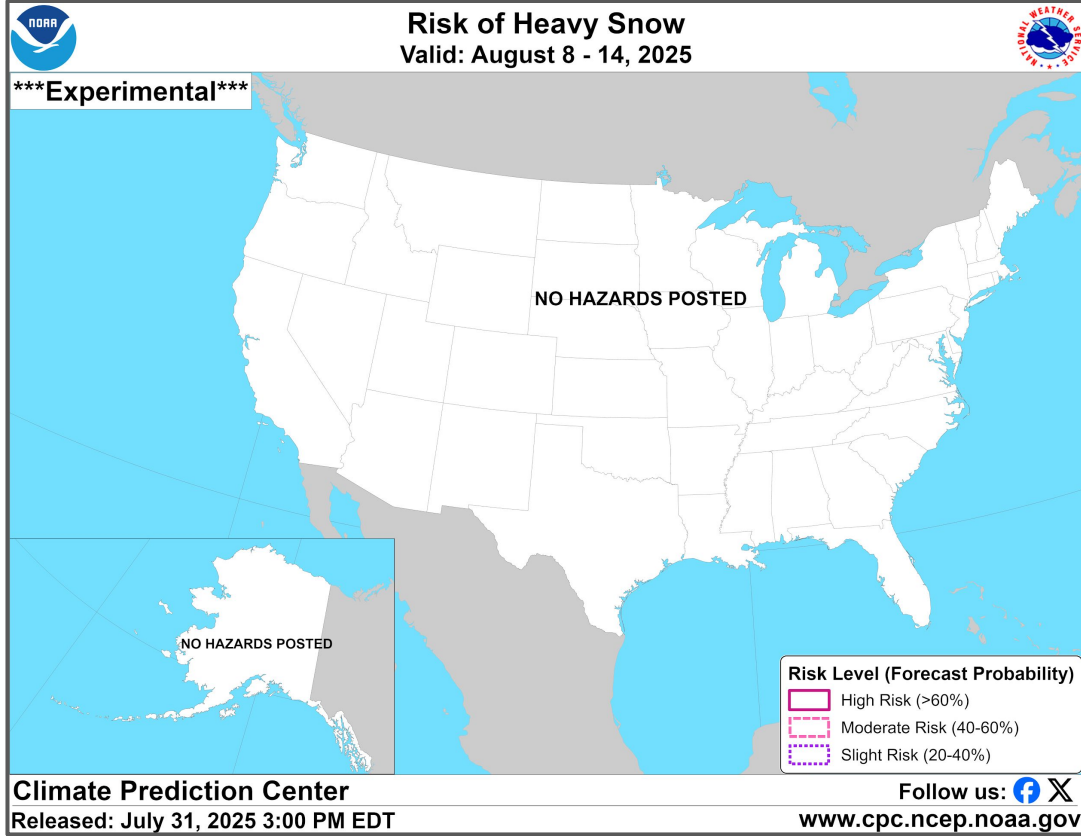 NOAA
Risk of Heavy Snow
Valid: August 8 - 14, 2025
NATIONAL WEATHER SERVICE
***Experimental***
NO HAZARDS POSTED
NO HAZARDS POSTED
Risk Level (Forecast Probability)
High Risk (>60%)
Moderate Risk (40-60%)
Slight Risk (20-40%)
Climate Prediction Center
Follow us:
Released: July 31, 2025 3:00 PM EDT
www.cpc.ncep.noaa.gov